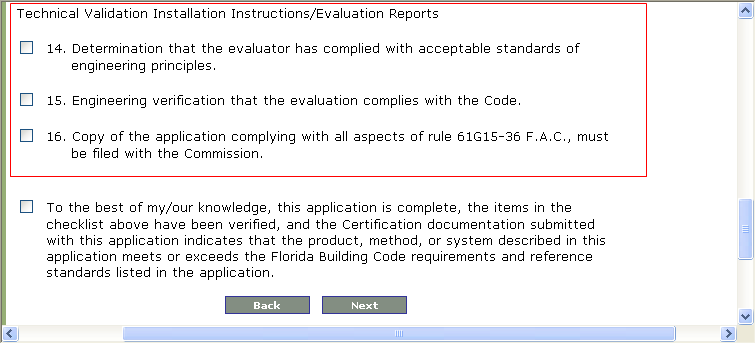 Technical Validation Installation Instructions/Evaluation Reports
14. Determination that the evaluator has complied with acceptable standards of
engineering principles.
15. Engineering verification that the evaluation complies with the Code.
16. Copy of the application complying with all aspects of rule 61G15-36 F.A.C., must
be filed with the Commission.
To the best of my/our knowledge, this application is complete, the items in the
checklist above have been verified, and the Certification documentation submitted
with this application indicates that the product, method, or system described in this
application meets or exceeds the Florida Building Code requirements and reference
standards listed in the application.
Back Next